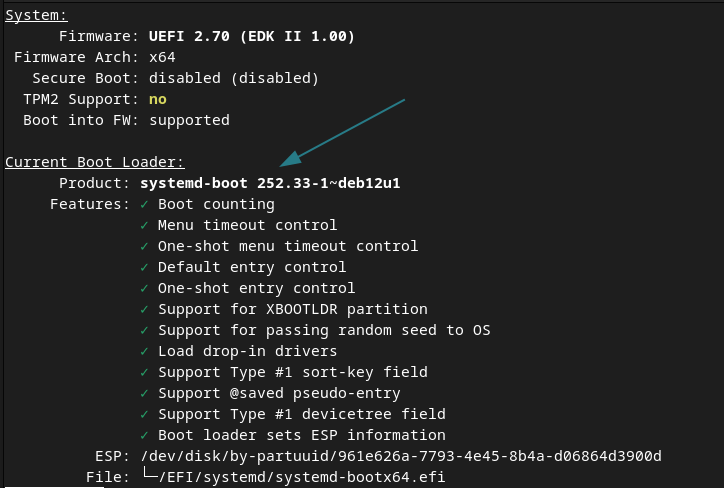 System:
Firmware: UEFI 2.70 (EDK II 1.00)
Firmware Arch: x64
Secure Boot: disabled (disabled)
TPM2 Support: no
Boot into FW: supported
Current Boot Loader:
Product: systemd-boot 252.33-1~deb12u1
Features: ✓ Boot counting
✓ Menu timeout control
✓ One-shot menu timeout control
✓ Default entry control
✓ One-shot entry control
✓ Support for XBOOTLDR partition
✓ Support for passing random seed to OS
✓ Load drop-in drivers
✓ Support Type #1 sort-key field
✓ Support @saved pseudo-entry
✓ Support Type #1 devicetree field
✓ Boot loader sets ESP information
ESP: /dev/disk/by-partuuid/961e626a-7793-4e45-8b4a-d06864d3900d
File: └─/EFI/systemd/systemd-bootx64.efi